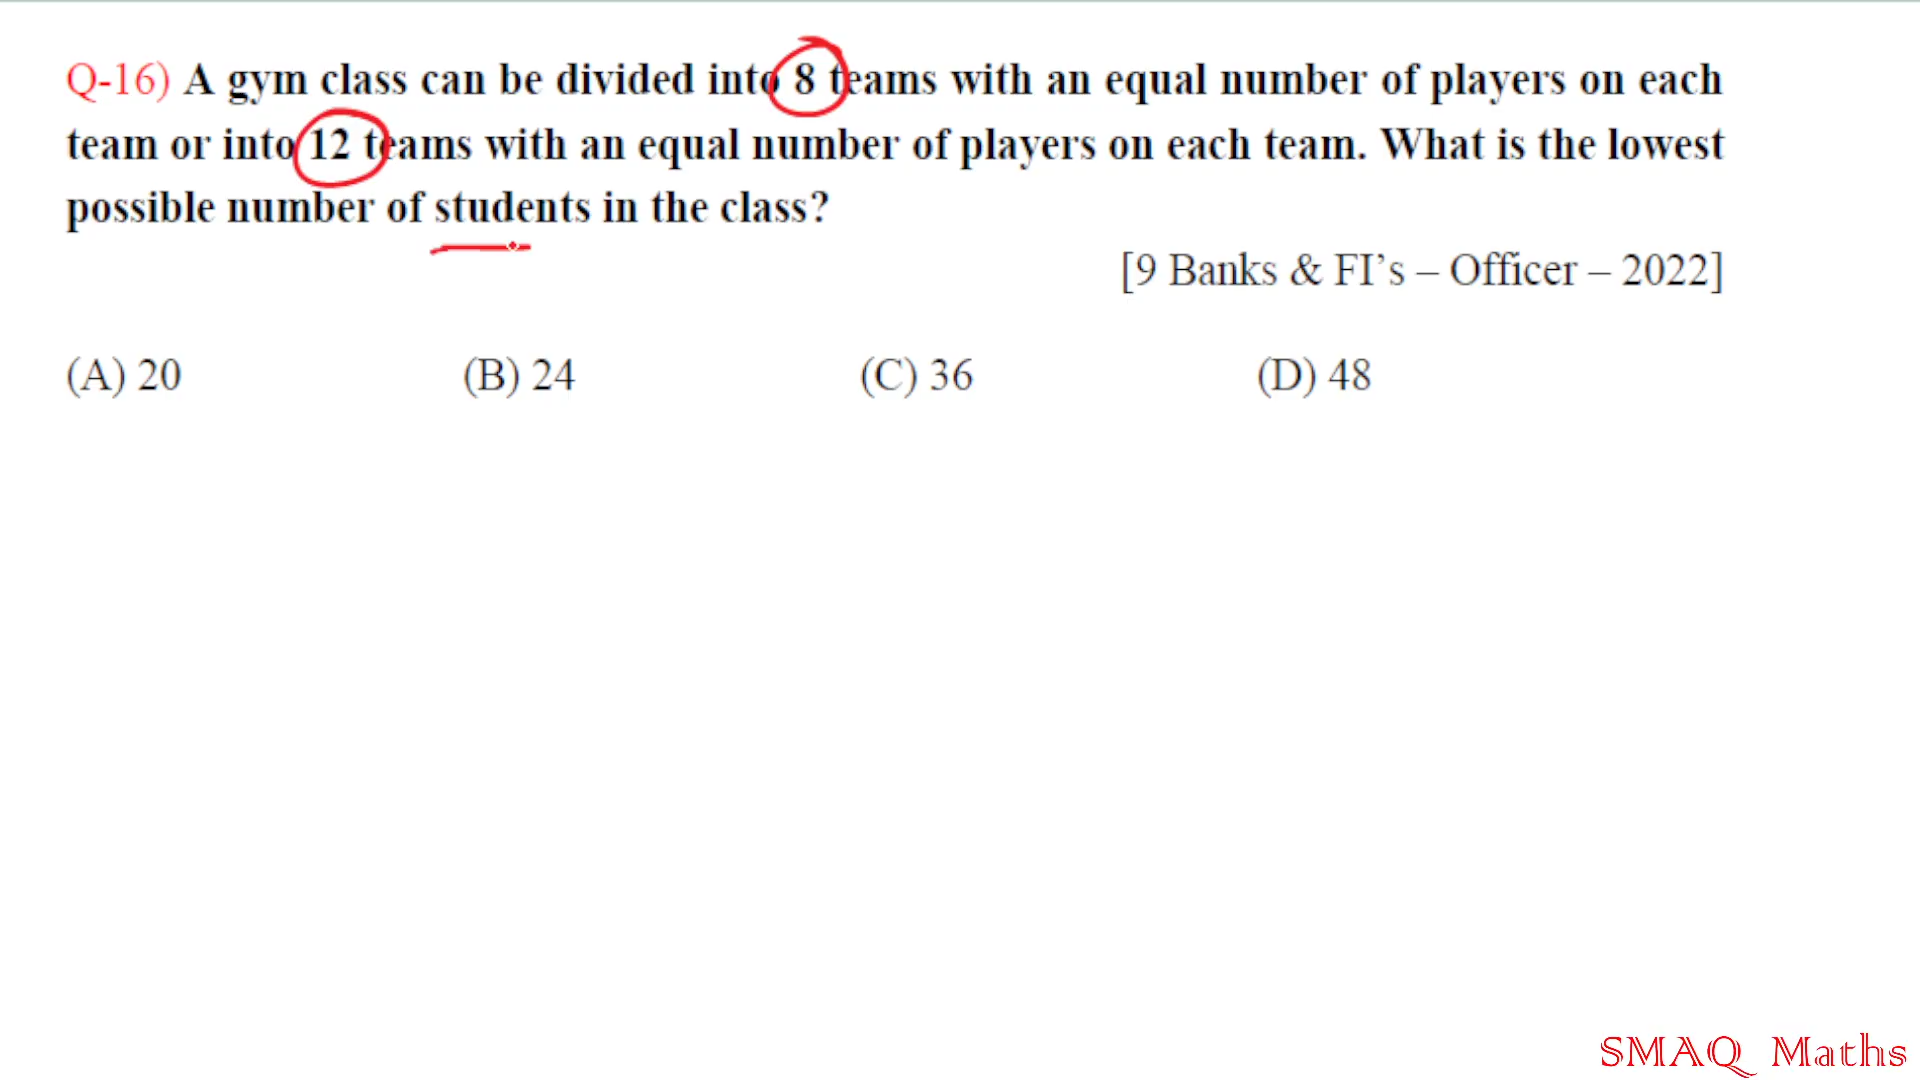 Q-16) A gym class can be divided into 8 teams with an equal number of players on each
team or into 12 teams with an equal number of players on each team. What is the lowest
possible number of students in the class?
[9 Banks & FI’s – Officer – 2022]
(A) 20 (B) 24 (C) 36 (D) 48
SMAQ Maths